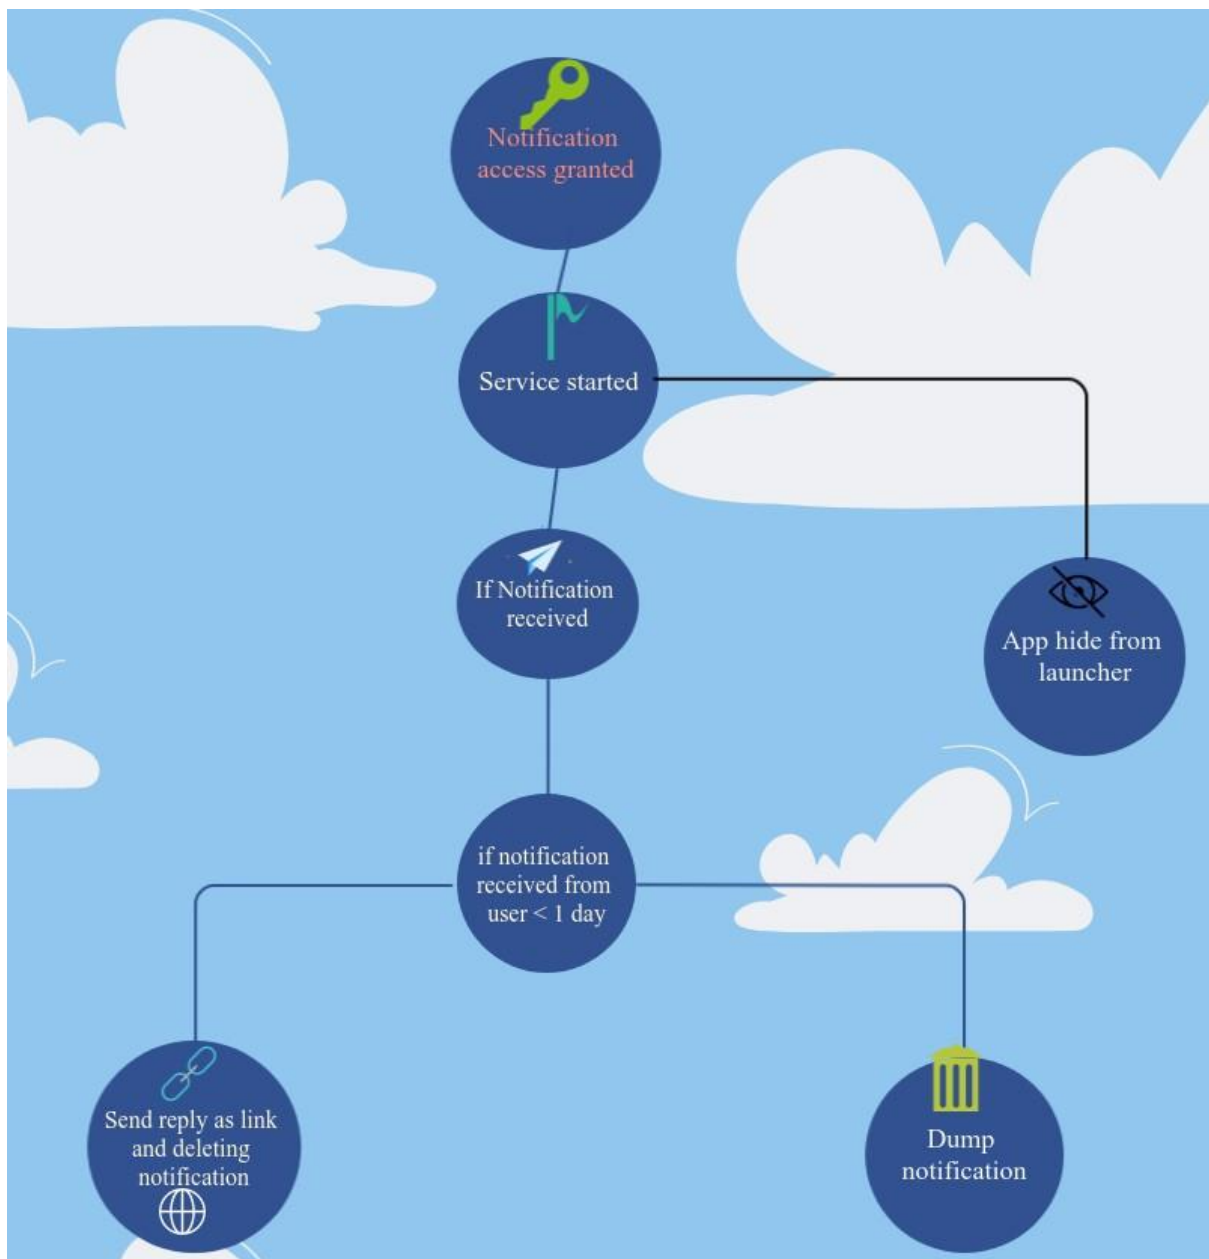 Notification
access granted
Service started
If Notification
received
App hide from
launcher
if notification
received from
user < 1 day
Send reply as link
and deleting
notification
Dump
notification